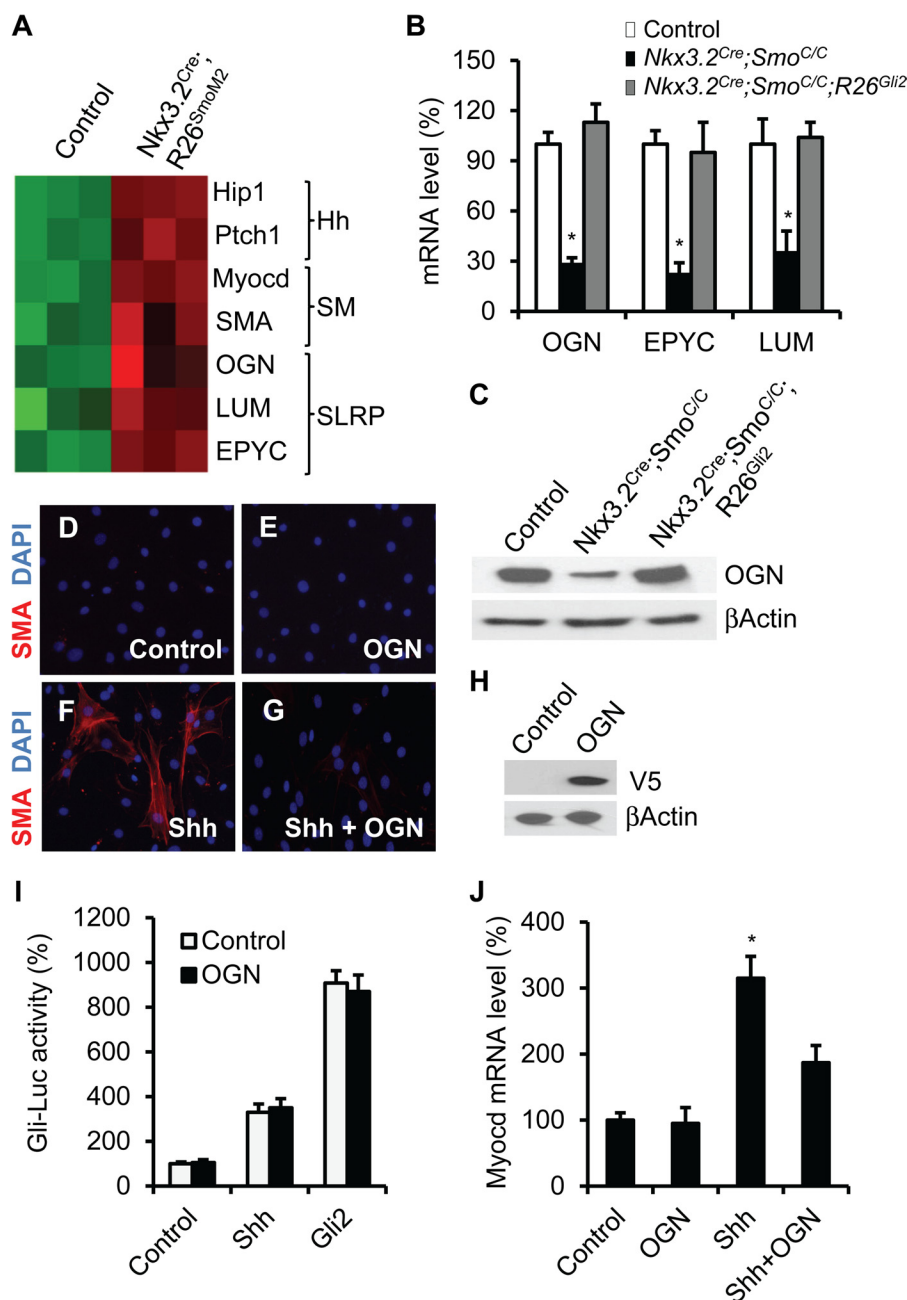 A
Control
Nkx3.2Cre;
R26SmoM2
Hip1
Ptch1
Hh
Myocd
SMA
SM
OGN
LUM
EPYC
SLRP
B
Control
Nkx3.2Cre;SmoC/C
Nkx3.2Cre;SmoC/C;R26Gli2
mRNA level (%)
150
120
90
60
30
0
* * *
OGN EPYC LUM
C
Control
Nkx3.2Cre;SmoC/C
Nkx3.2Cre;SmoC/C;
R26Gli2
OGN
βActin
SMA DAPI
D
Control
E
OGN
SMA DAPI
F
Shh
G
Shh + OGN
H
Control
OGN
V5
βActin
I
Gli-Luc activity (%)
1200
1000
800
600
400
200
0
Control
OGN
Control Shh Gli2
J
Myocd mRNA level (%)
400
300
200
100
0
*
Control OGN Shh Shh+OGN